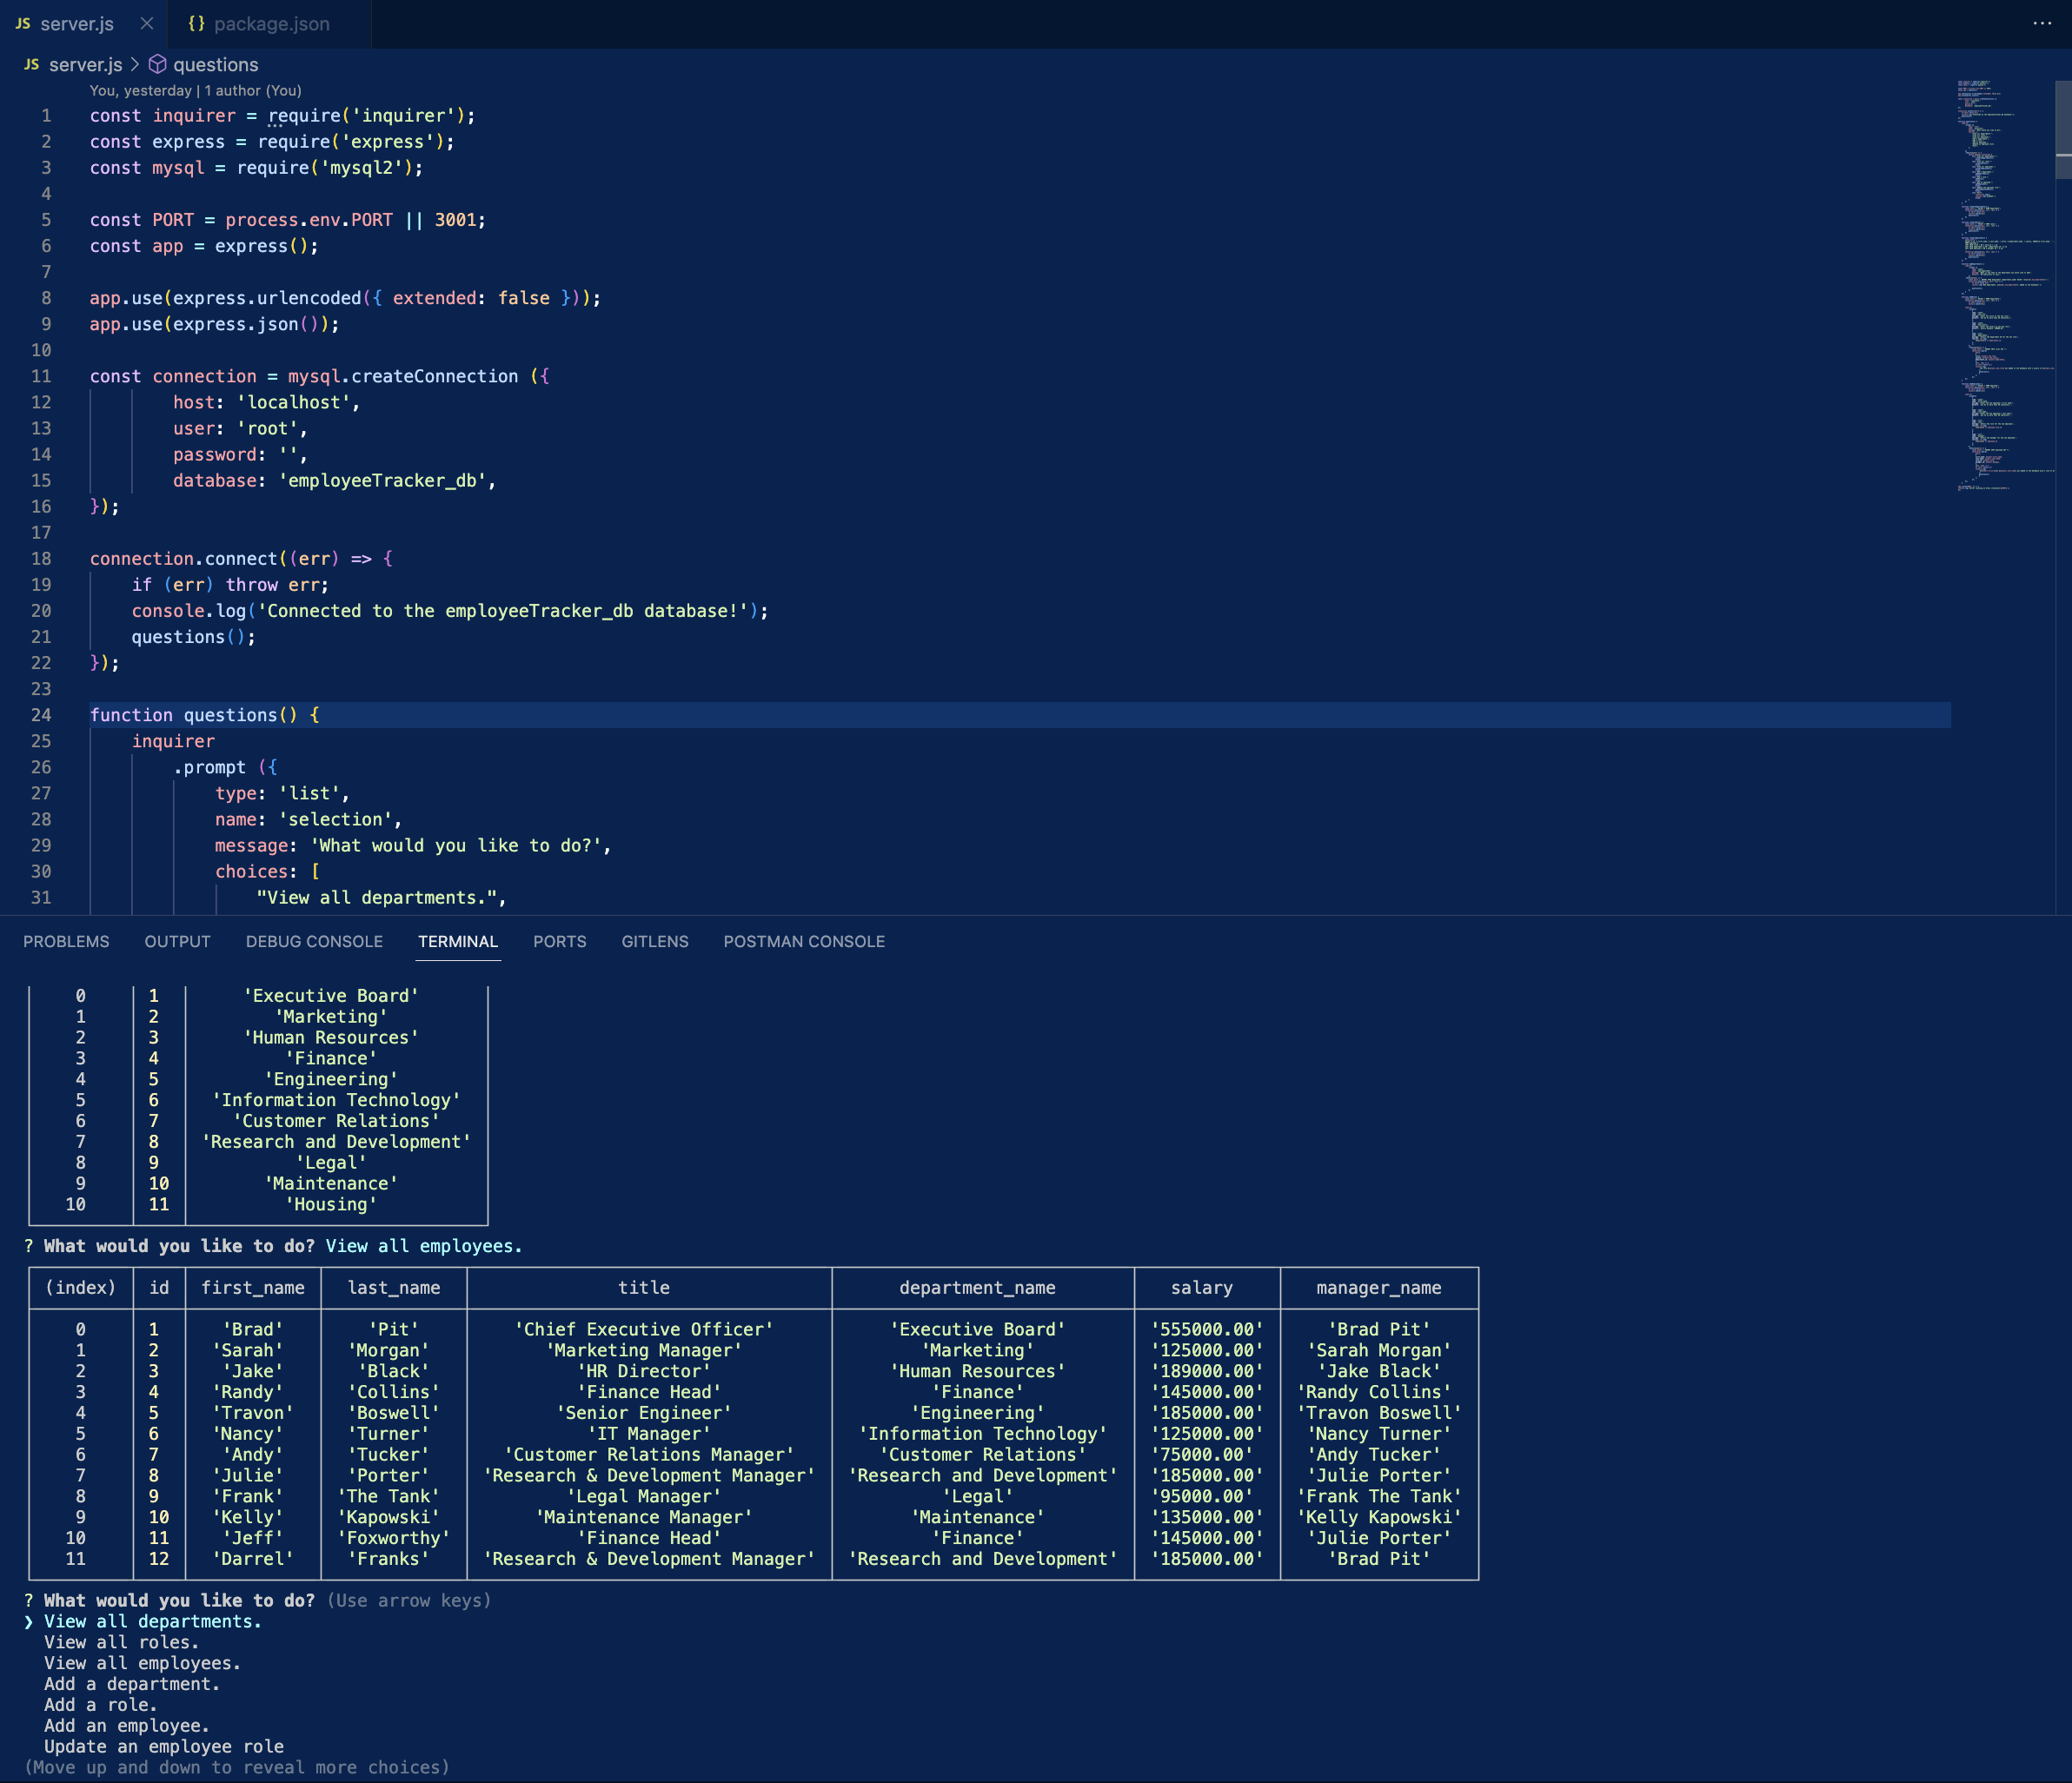 JS server.js × {} package.json ...
JS server.js > questions
You, yesterday | 1 author (You)
1 const inquirer = require('inquirer');
2 const express = require('express');
3 const mysql = require('mysql2');
4
5 const PORT = process.env.PORT || 3001;
6 const app = express();
7
8 app.use(express.urlencoded({ extended: false }));
9 app.use(express.json());
10
11 const connection = mysql.createConnection ({
12 host: 'localhost',
13 user: 'root',
14 password: '',
15 database: 'employeeTracker_db',
16 });
17
18 connection.connect((err) => {
19 if (err) throw err;
20 console.log('Connected to the employeeTracker_db database!');
21 questions();
22 });
23
24 function questions() {
25 inquirer
26 .prompt ({
27 type: 'list',
28 name: 'selection',
29 message: 'What would you like to do?',
30 choices: [
31 "View all departments.",
PROBLEMS OUTPUT DEBUG CONSOLE TERMINAL PORTS GITLENS POSTMAN CONSOLE
0 1 'Executive Board'
1 2 'Marketing'
2 3 'Human Resources'
3 4 'Finance'
4 5 'Engineering'
5 6 'Information Technology'
6 7 'Customer Relations'
7 8 'Research and Development'
8 9 'Legal'
9 10 'Maintenance'
10 11 'Housing'
? What would you like to do? View all employees.
(index) id first_name last_name title department_name salary manager_name
0 1 'Brad' 'Pit' 'Chief Executive Officer' 'Executive Board' '555000.00' 'Brad Pit'
1 2 'Sarah' 'Morgan' 'Marketing Manager' 'Marketing' '125000.00' 'Sarah Morgan'
2 3 'Jake' 'Black' 'HR Director' 'Human Resources' '189000.00' 'Jake Black'
3 4 'Randy' 'Collins' 'Finance Head' 'Finance' '145000.00' 'Randy Collins'
4 5 'Travon' 'Boswell' 'Senior Engineer' 'Engineering' '185000.00' 'Travon Boswell'
5 6 'Nancy' 'Turner' 'IT Manager' 'Information Technology' '125000.00' 'Nancy Turner'
6 7 'Andy' 'Tucker' 'Customer Relations Manager' 'Customer Relations' '75000.00' 'Andy Tucker'
7 8 'Julie' 'Porter' 'Research & Development Manager' 'Research and Development' '185000.00' 'Julie Porter'
8 9 'Frank' 'The Tank' 'Legal Manager' 'Legal' '95000.00' 'Frank The Tank'
9 10 'Kelly' 'Kapowski' 'Maintenance Manager' 'Maintenance' '135000.00' 'Kelly Kapowski'
10 11 'Jeff' 'Foxworthy' 'Finance Head' 'Finance' '145000.00' 'Julie Porter'
11 12 'Darrel' 'Franks' 'Research & Development Manager' 'Research and Development' '185000.00' 'Brad Pit'
? What would you like to do? (Use arrow keys)
❯ View all departments.
View all roles.
View all employees.
Add a department.
Add a role.
Add an employee.
Update an employee role
(Move up and down to reveal more choices)